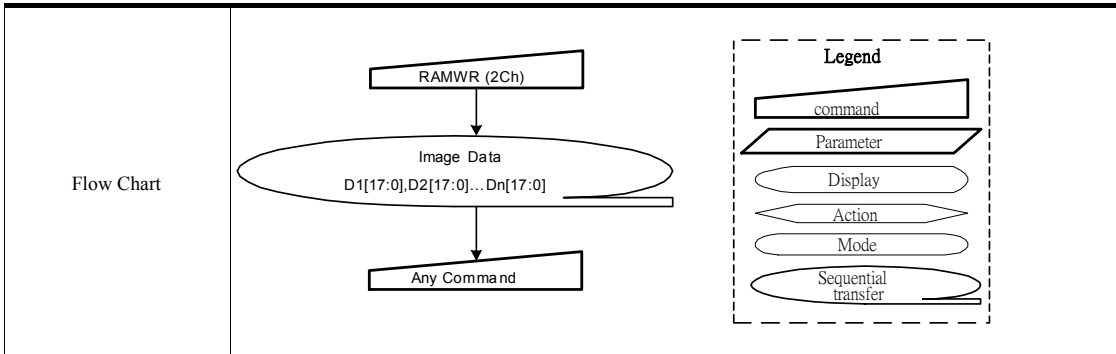 Flow Chart
RAMWR (2Ch)
Image Data
D1[17:0],D2[17:0]...Dn[17:0]
Any Command
Legend
command
Parameter
Display
Action
Mode
Sequential
transfer